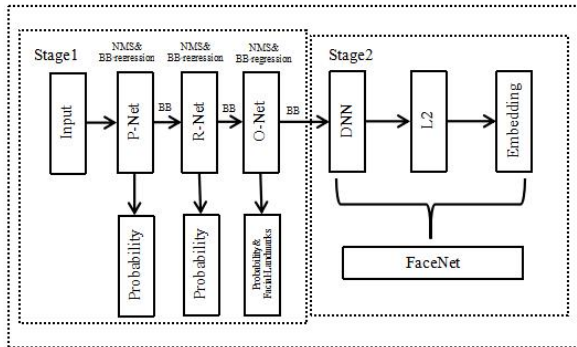 Stage1
NMS&
BB-regression
NMS&
BB-regression
NMS&
BB-regression
Stage2
Input
P-Net
BB
R-Net
BB
O-Net
BB
DNN
L2
Embedding
Probability
Probability
Probability&
Facial Landmarks
FaceNet